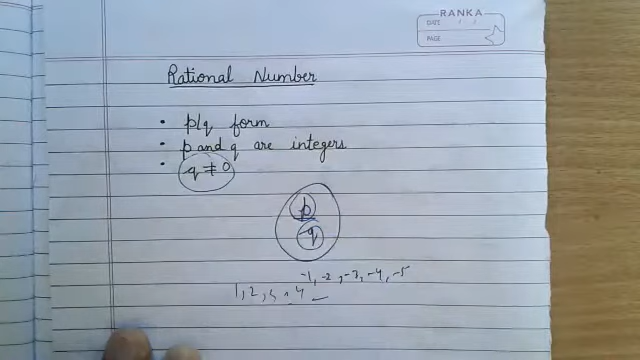 RANKA
DATE / /
PAGE
Rational Number
• p/q form
• p and q are integers
• q ≠ 0
p
q
-1, -2, -3, -4, -5
1, 2, 3, 4